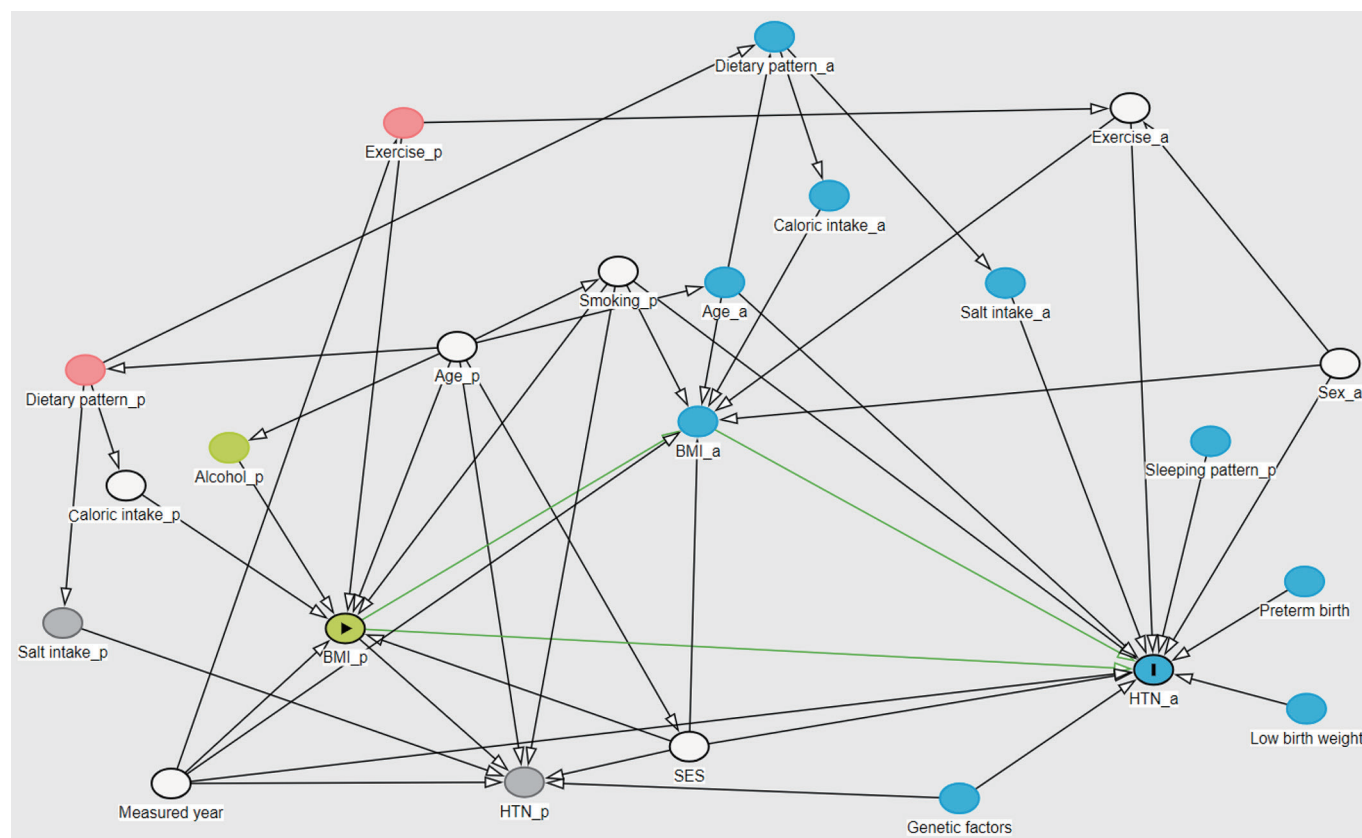 Dietary pattern_a
Exercise_p
Exercise_a
Caloric intake_a
Smoking_p
Age_a
Salt intake_a
Age_p
Dietary pattern_p
Sex_a
BMI_a
Alcohol_p
Sleeping pattern_p
Caloric intake_p
Preterm birth
Salt intake_p
BMI_p
HTN_a
Low birth weight
SES
Measured year
HTN_p
Genetic factors